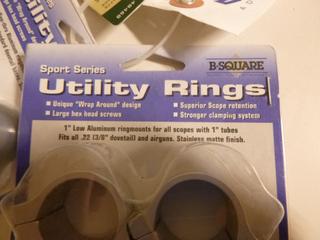 B-SQUARE
Sport Series
Utility Rings
Unique "Wrap Around" design
Large hex head screws
Superior Scope retention
Stronger clamping system
1" Low Aluminum ringmounts for all scopes with 1" tubes
Fits all .22 (3/8" dovetail) and airguns. Stainless matte finish.